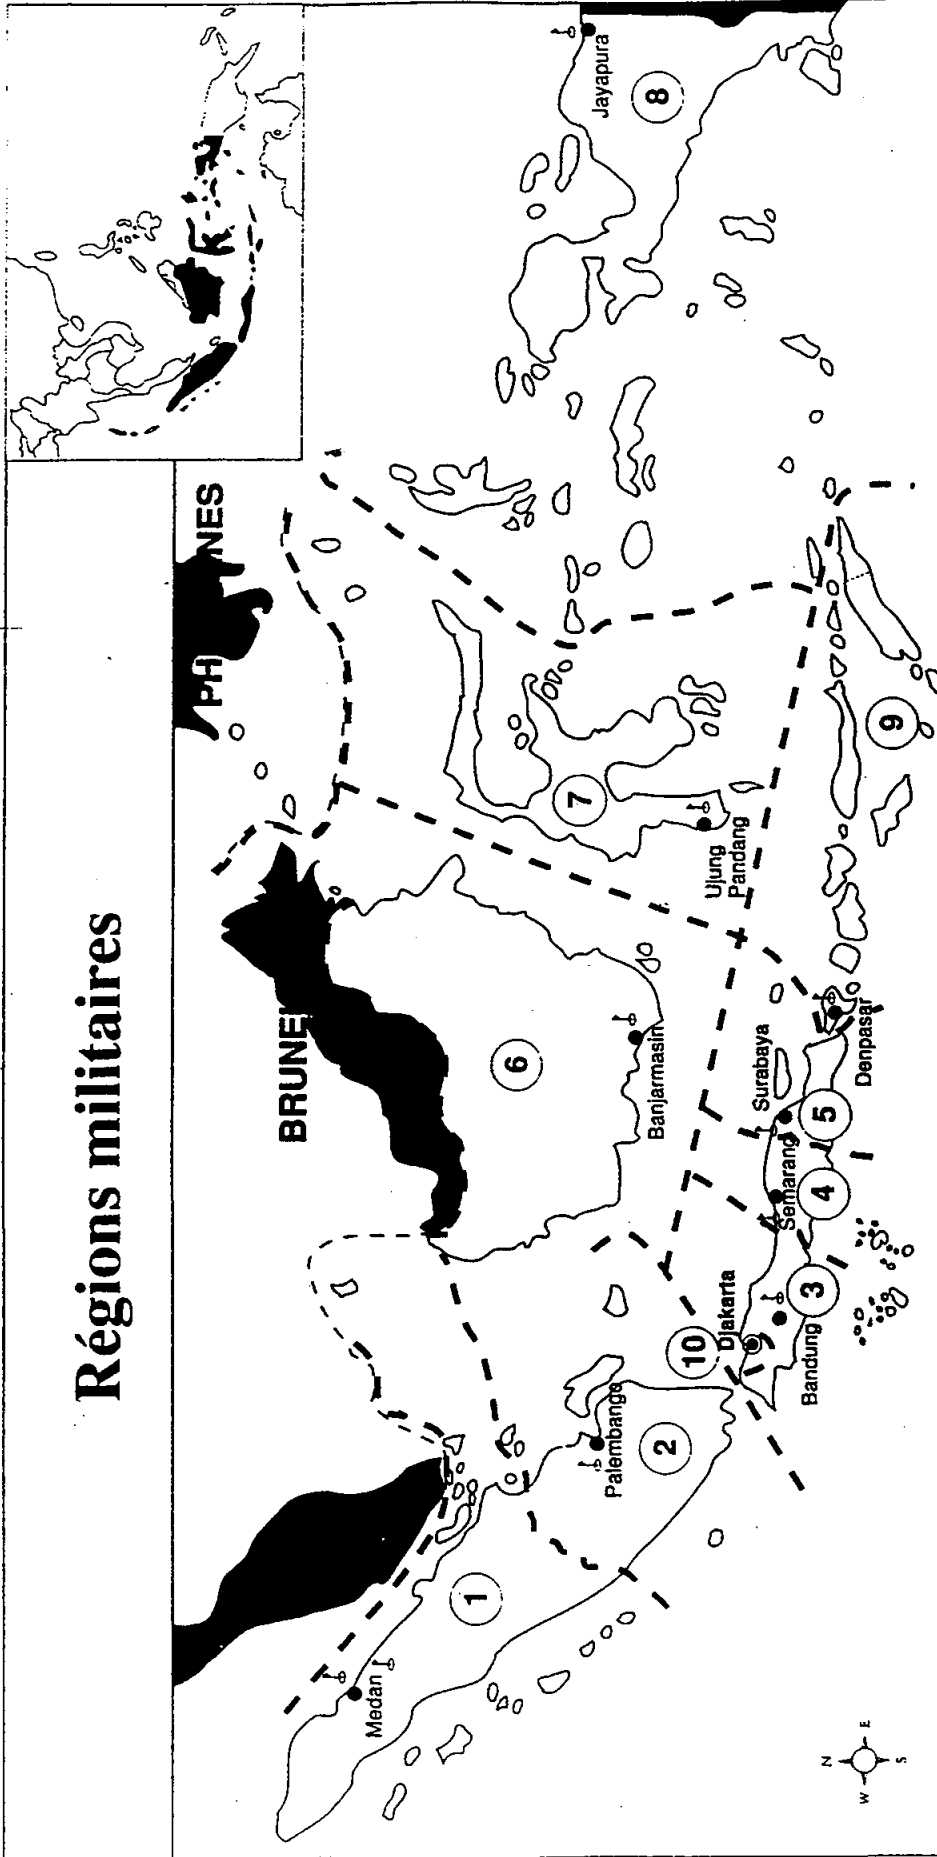 Régions militaires
PH NES
BRUNEI
Medan
1
Palembang
2
10
Djakarta
Bandung
3
Semarang
4
Surabaya
5
Denpasar
Banjarmasin
6
Ujung
Pandang
7
Jayapura
8
9
N
W E
S